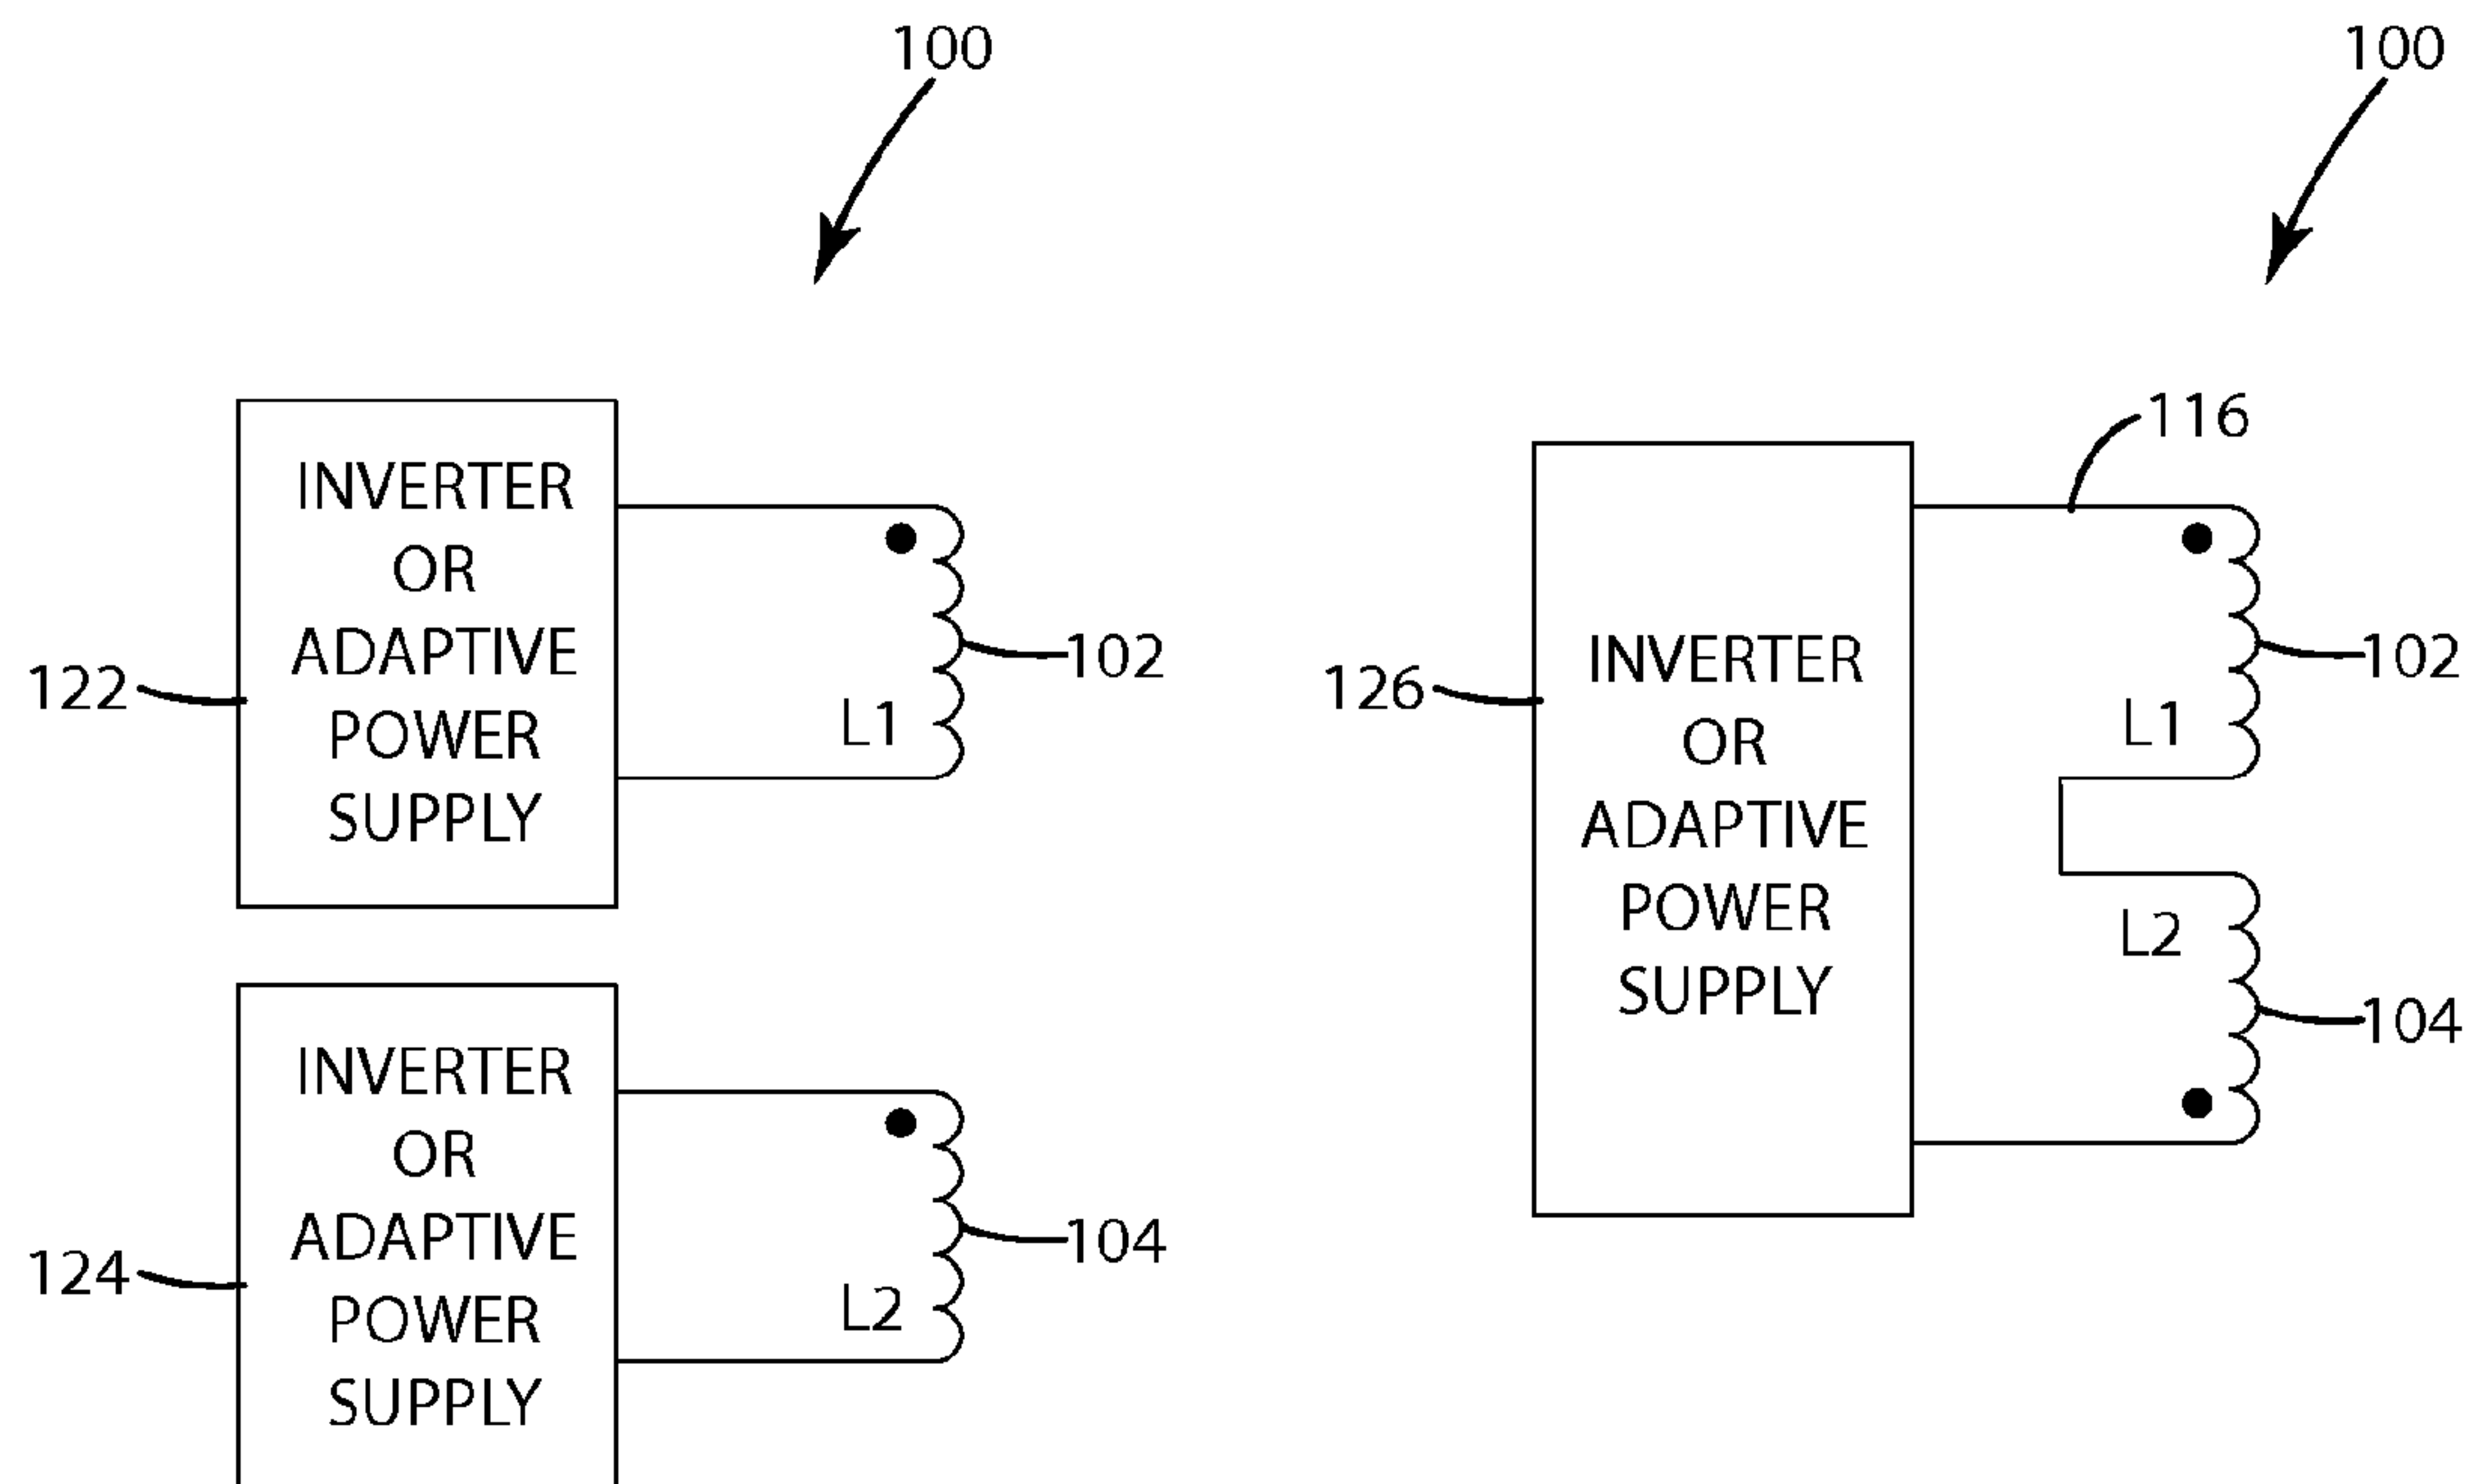 100
INVERTER
OR
ADAPTIVE
POWER
SUPPLY
122
102
L1
INVERTER
OR
ADAPTIVE
POWER
SUPPLY
124
104
L2
100
116
INVERTER
OR
ADAPTIVE
POWER
SUPPLY
126
102
L1
L2
104